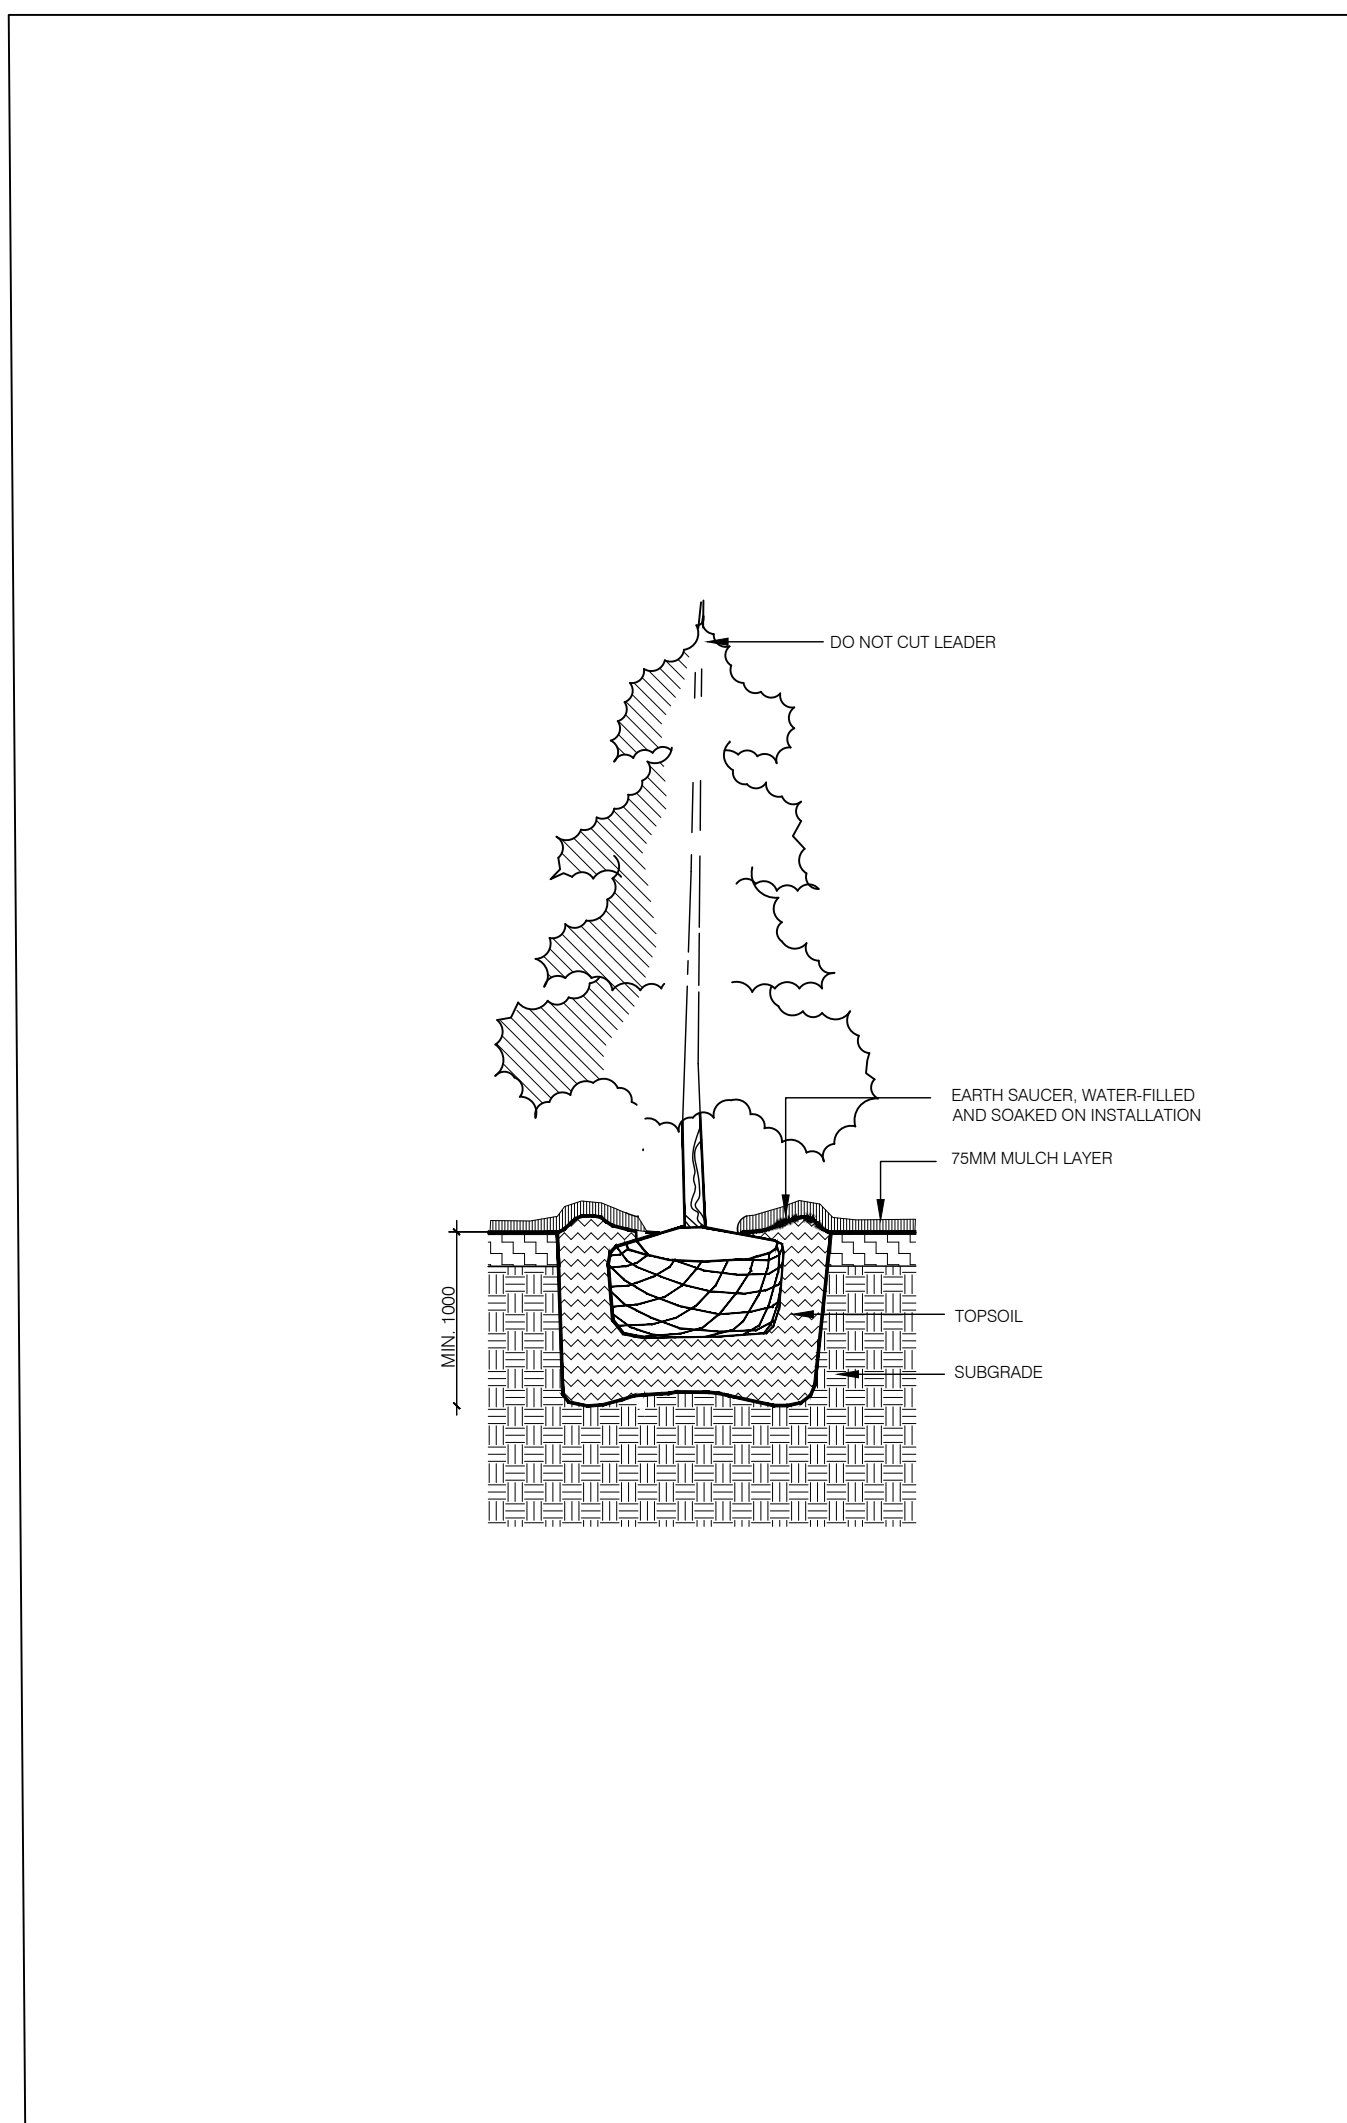 DO NOT CUT LEADER
EARTH SAUCER, WATER-FILLED
AND SOAKED ON INSTALLATION
75MM MULCH LAYER
MIN. 1000
TOPSOIL
SUBGRADE